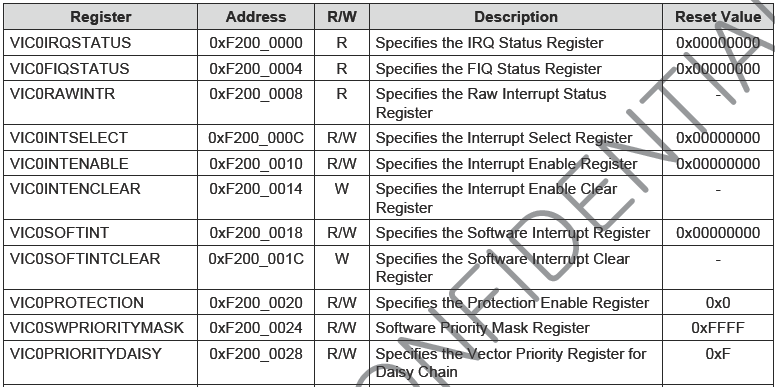 Register Address R/W Description Reset Value
VIC0IRQSTATUS 0xF200_0000 R Specifies the IRQ Status Register 0x00000000
VIC0FIQSTATUS 0xF200_0004 R Specifies the FIQ Status Register 0x00000000
VIC0RAWINTR 0xF200_0008 R Specifies the Raw Interrupt Status -
Register
VIC0INTSELECT 0xF200_000C R/W Specifies the Interrupt Select Register 0x00000000
VIC0INTENABLE 0xF200_0010 R/W Specifies the Interrupt Enable Register 0x00000000
VIC0INTENCLEAR 0xF200_0014 W Specifies the Interrupt Enable Clear -
Register
VIC0SOFTINT 0xF200_0018 R/W Specifies the Software Interrupt Register 0x00000000
VIC0SOFTINTCLEAR 0xF200_001C W Specifies the Software Interrupt Clear -
Register
VIC0PROTECTION 0xF200_0020 R/W Specifies the Protection Enable Register 0x0
VIC0SWPRIORITYMASK 0xF200_0024 R/W Software Priority Mask Register 0xFFFF
VIC0PRIORITYDAISY 0xF200_0028 R/W Specifies the Vector Priority Register for 0xF
Daisy Chain
ONFIDENTIA